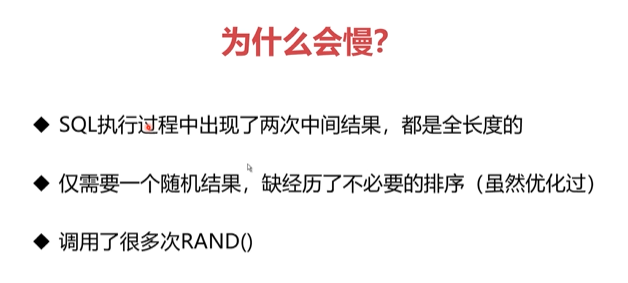 为什么会慢？
◆ SQL执行过程中出现了两次中间结果，都是全长度的
◆ 仅需要一个随机结果，缺经历了不必要的排序（虽然优化过）
◆ 调用了很多次RAND()